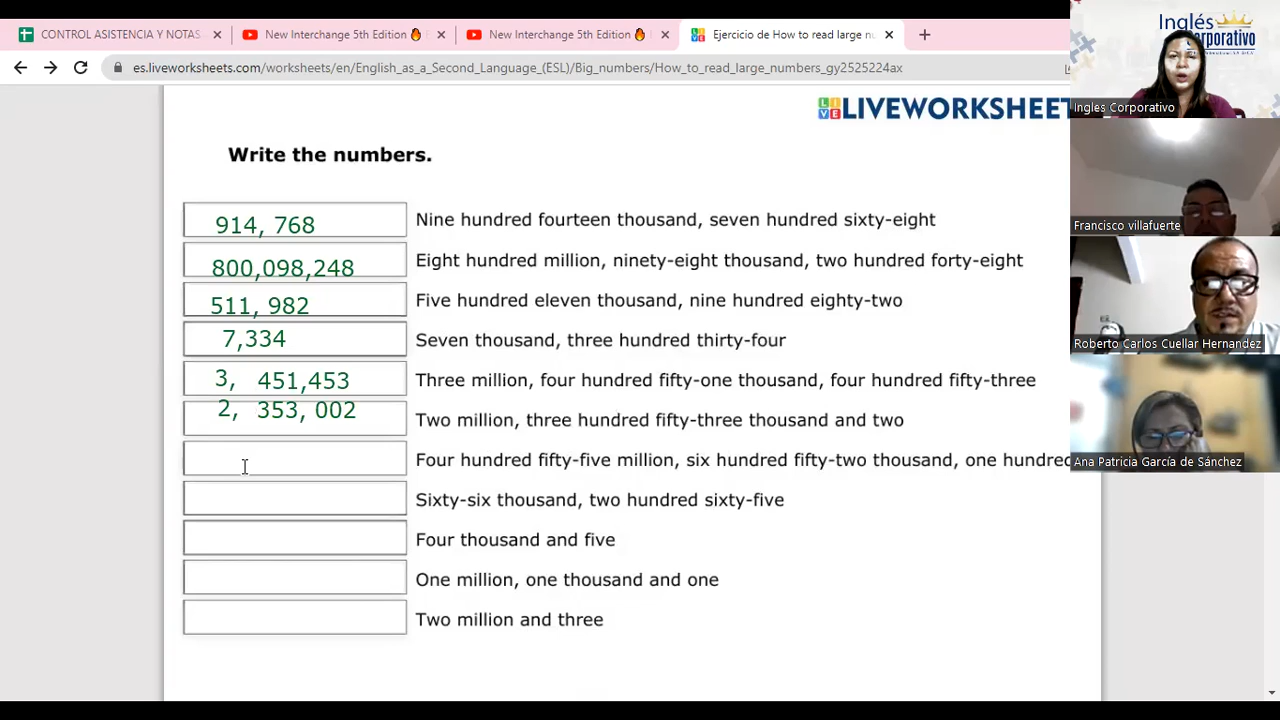 CONTROL ASISTENCIA Y NOTAS
New Interchange 5th Edition
New Interchange 5th Edition
Ejercicio de How to read large nu
es.liveworksheets.com/worksheets/en/English_as_a_Second_Language_(ESL)/Big_numbers/How_to_read_large_numbers_gy2525224ax
LIVEWORKSHEET
Write the numbers.
914, 768 Nine hundred fourteen thousand, seven hundred sixty-eight
800,098,248 Eight hundred million, ninety-eight thousand, two hundred forty-eight
511, 982 Five hundred eleven thousand, nine hundred eighty-two
7,334 Seven thousand, three hundred thirty-four
3, 451,453 Three million, four hundred fifty-one thousand, four hundred fifty-three
2, 353, 002 Two million, three hundred fifty-three thousand and two
Four hundred fifty-five million, six hundred fifty-two thousand, one hundred
Sixty-six thousand, two hundred sixty-five
Four thousand and five
One million, one thousand and one
Two million and three
Inglés
Corporativo
Ingles Corporativo
Francisco villafuerte
Roberto Carlos Cuellar Hernandez
Ana Patricia García de Sánchez